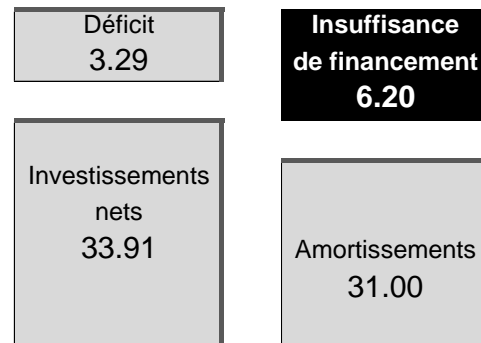 Déficit
3.29
Insuffisance
de financement
6.20
Investissements
nets
33.91
Amortissements
31.00